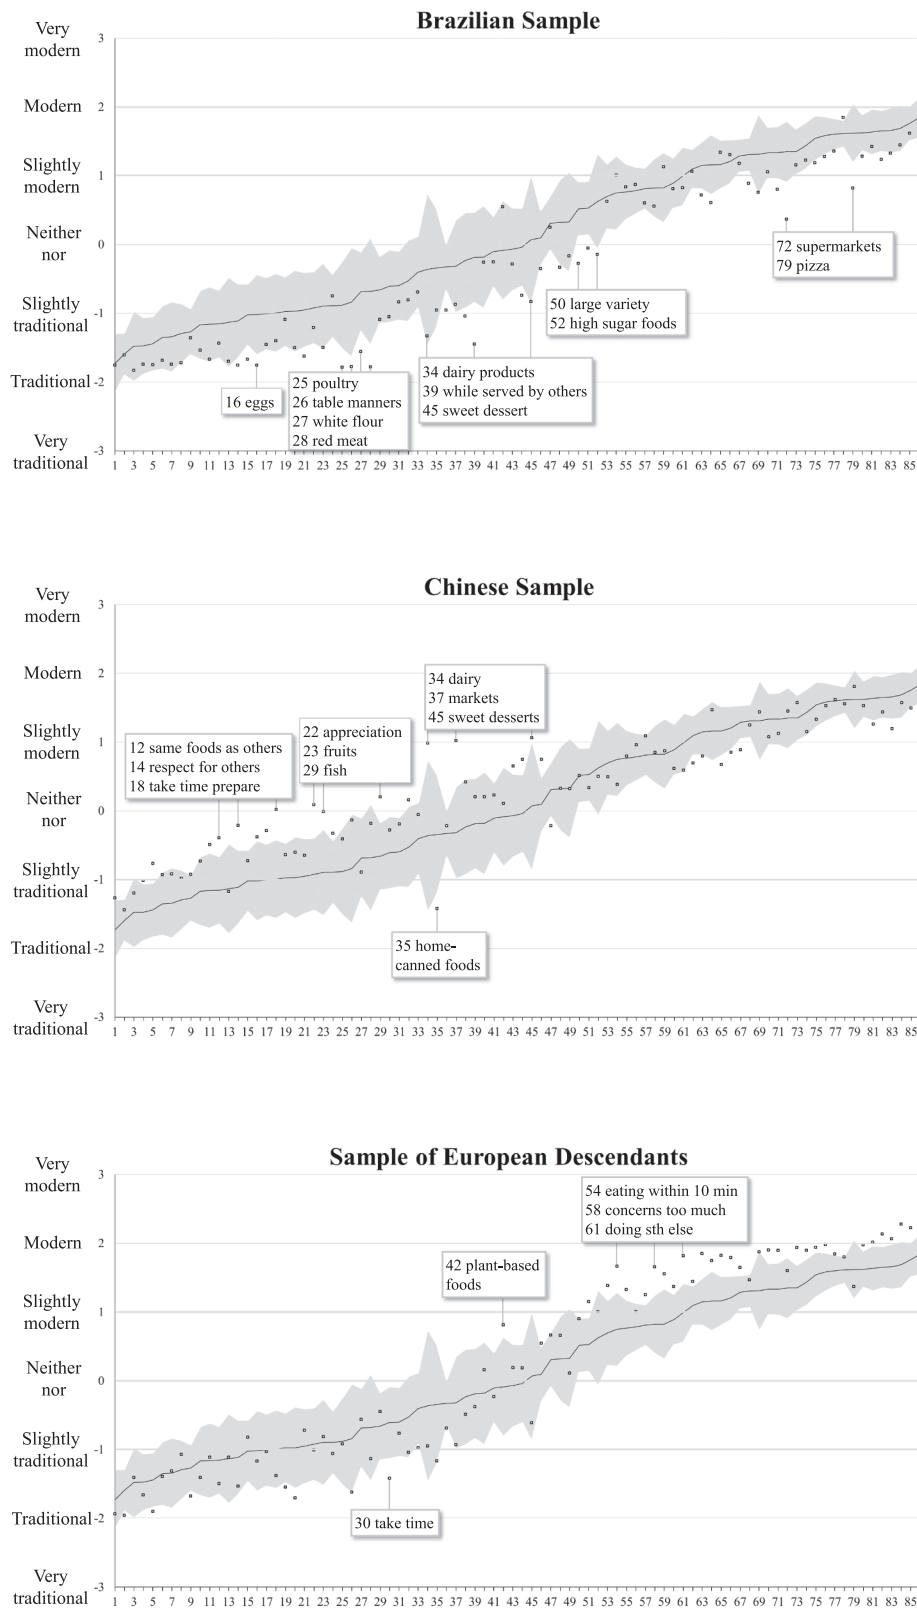 Brazilian Sample
Very
modern
3
Modern
2
Slightly
modern
1
Neither
nor
0
Slightly
traditional
-1
Traditional
-2
Very
traditional
-3
72 supermarkets
79 pizza
50 large variety
52 high sugar foods
34 dairy products
39 while served by others
45 sweet dessert
25 poultry
26 table manners
27 white flour
28 red meat
16 eggs
1 3 5 7 9 11 13 15 17 19 21 23 25 27 29 31 33 35 37 39 41 43 45 47 49 51 53 55 57 59 61 63 65 67 69 71 73 75 77 79 81 83 85
Chinese Sample
Very
modern
3
Modern
2
Slightly
modern
1
Neither
nor
0
Slightly
traditional
-1
Traditional
-2
Very
traditional
-3
34 dairy
37 markets
45 sweet desserts
22 appreciation
23 fruits
29 fish
12 same foods as others
14 respect for others
18 take time prepare
35 home-
canned foods
1 3 5 7 9 11 13 15 17 19 21 23 25 27 29 31 33 35 37 39 41 43 45 47 49 51 53 55 57 59 61 63 65 67 69 71 73 75 77 79 81 83 85
Sample of European Descendants
Very
modern
3
Modern
2
Slightly
modern
1
Neither
nor
0
Slightly
traditional
-1
Traditional
-2
Very
traditional
-3
54 eating within 10 min
58 concerns too much
61 doing sth else
42 plant-based
foods
30 take time
1 3 5 7 9 11 13 15 17 19 21 23 25 27 29 31 33 35 37 39 41 43 45 47 49 51 53 55 57 59 61 63 65 67 69 71 73 75 77 79 81 83 85